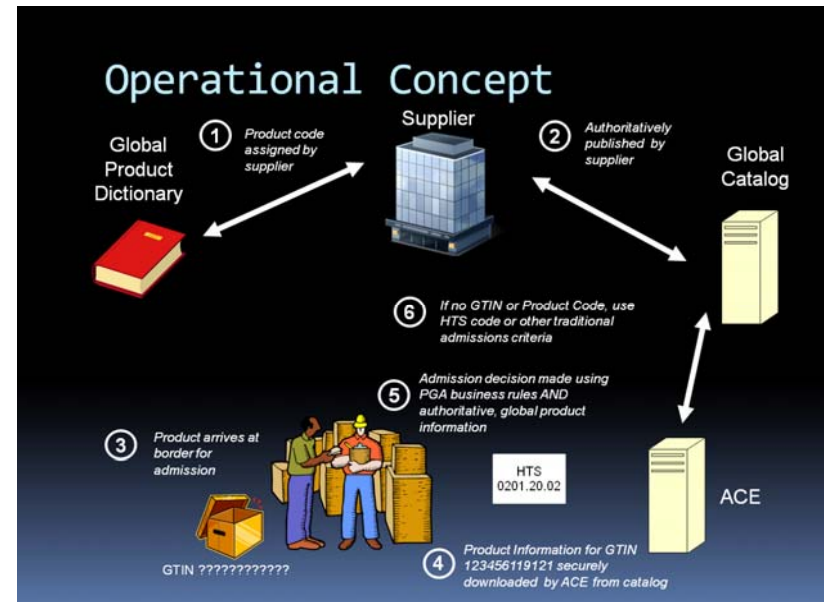 Operational Concept
Global
Product
Dictionary
1
Product code
assigned by
supplier
Supplier
2
Authoritatively
published by
supplier
Global
Catalog
6
If no GTIN or Product Code, use
HTS code or other traditional
admissions criteria
5
Admission decision made using
PGA business rules AND
authoritative, global product
information
3
Product arrives at
border for
admission
HTS
0201.20.02
ACE
GTIN ????????????
4
Product Information for GTIN
123456119121 securely
downloaded by ACE from catalog